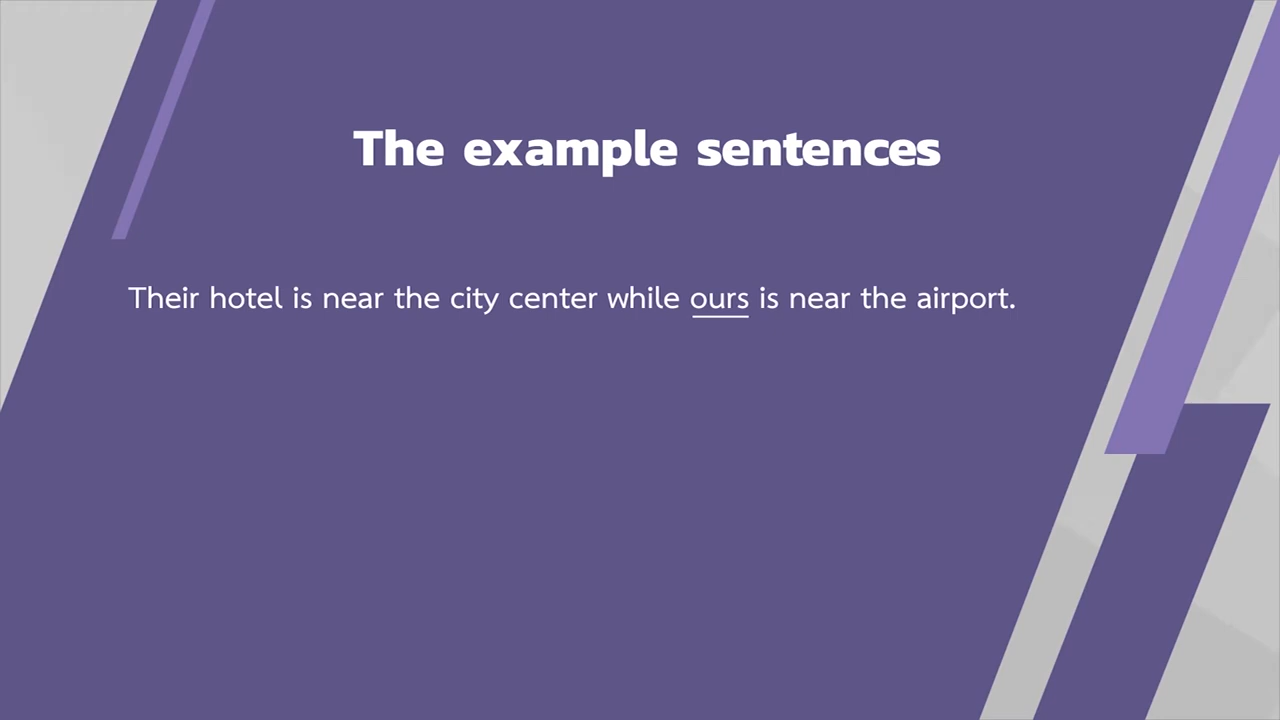 The example sentences
Their hotel is near the city center while ours is near the airport.